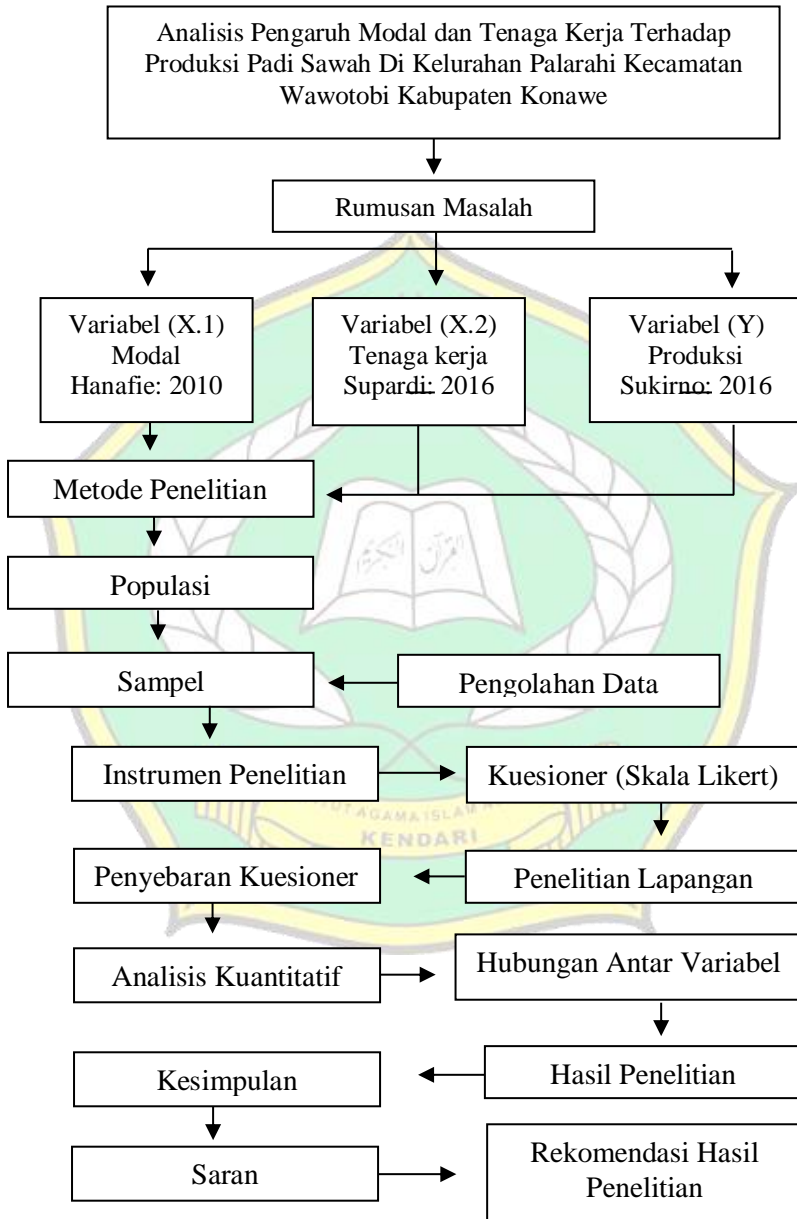 Analisis Pengaruh Modal dan Tenaga Kerja Terhadap
Produksi Padi Sawah Di Kelurahan Palarahi Kecamatan
Wawotobi Kabupaten Konawe
Rumusan Masalah
Variabel (X.1)
Modal
Hanafie: 2010
Variabel (X.2)
Tenaga kerja
Supardi: 2016
Variabel (Y)
Produksi
Sukirno: 2016
Metode Penelitian
Populasi
Sampel
Pengolahan Data
Instrumen Penelitian
Kuesioner (Skala Likert)
AGAMA ISLAM
KENDARI
Penyebaran Kuesioner
Penelitian Lapangan
Analisis Kuantitatif
Hubungan Antar Variabel
Kesimpulan
Hasil Penelitian
Saran
Rekomendasi Hasil
Penelitian